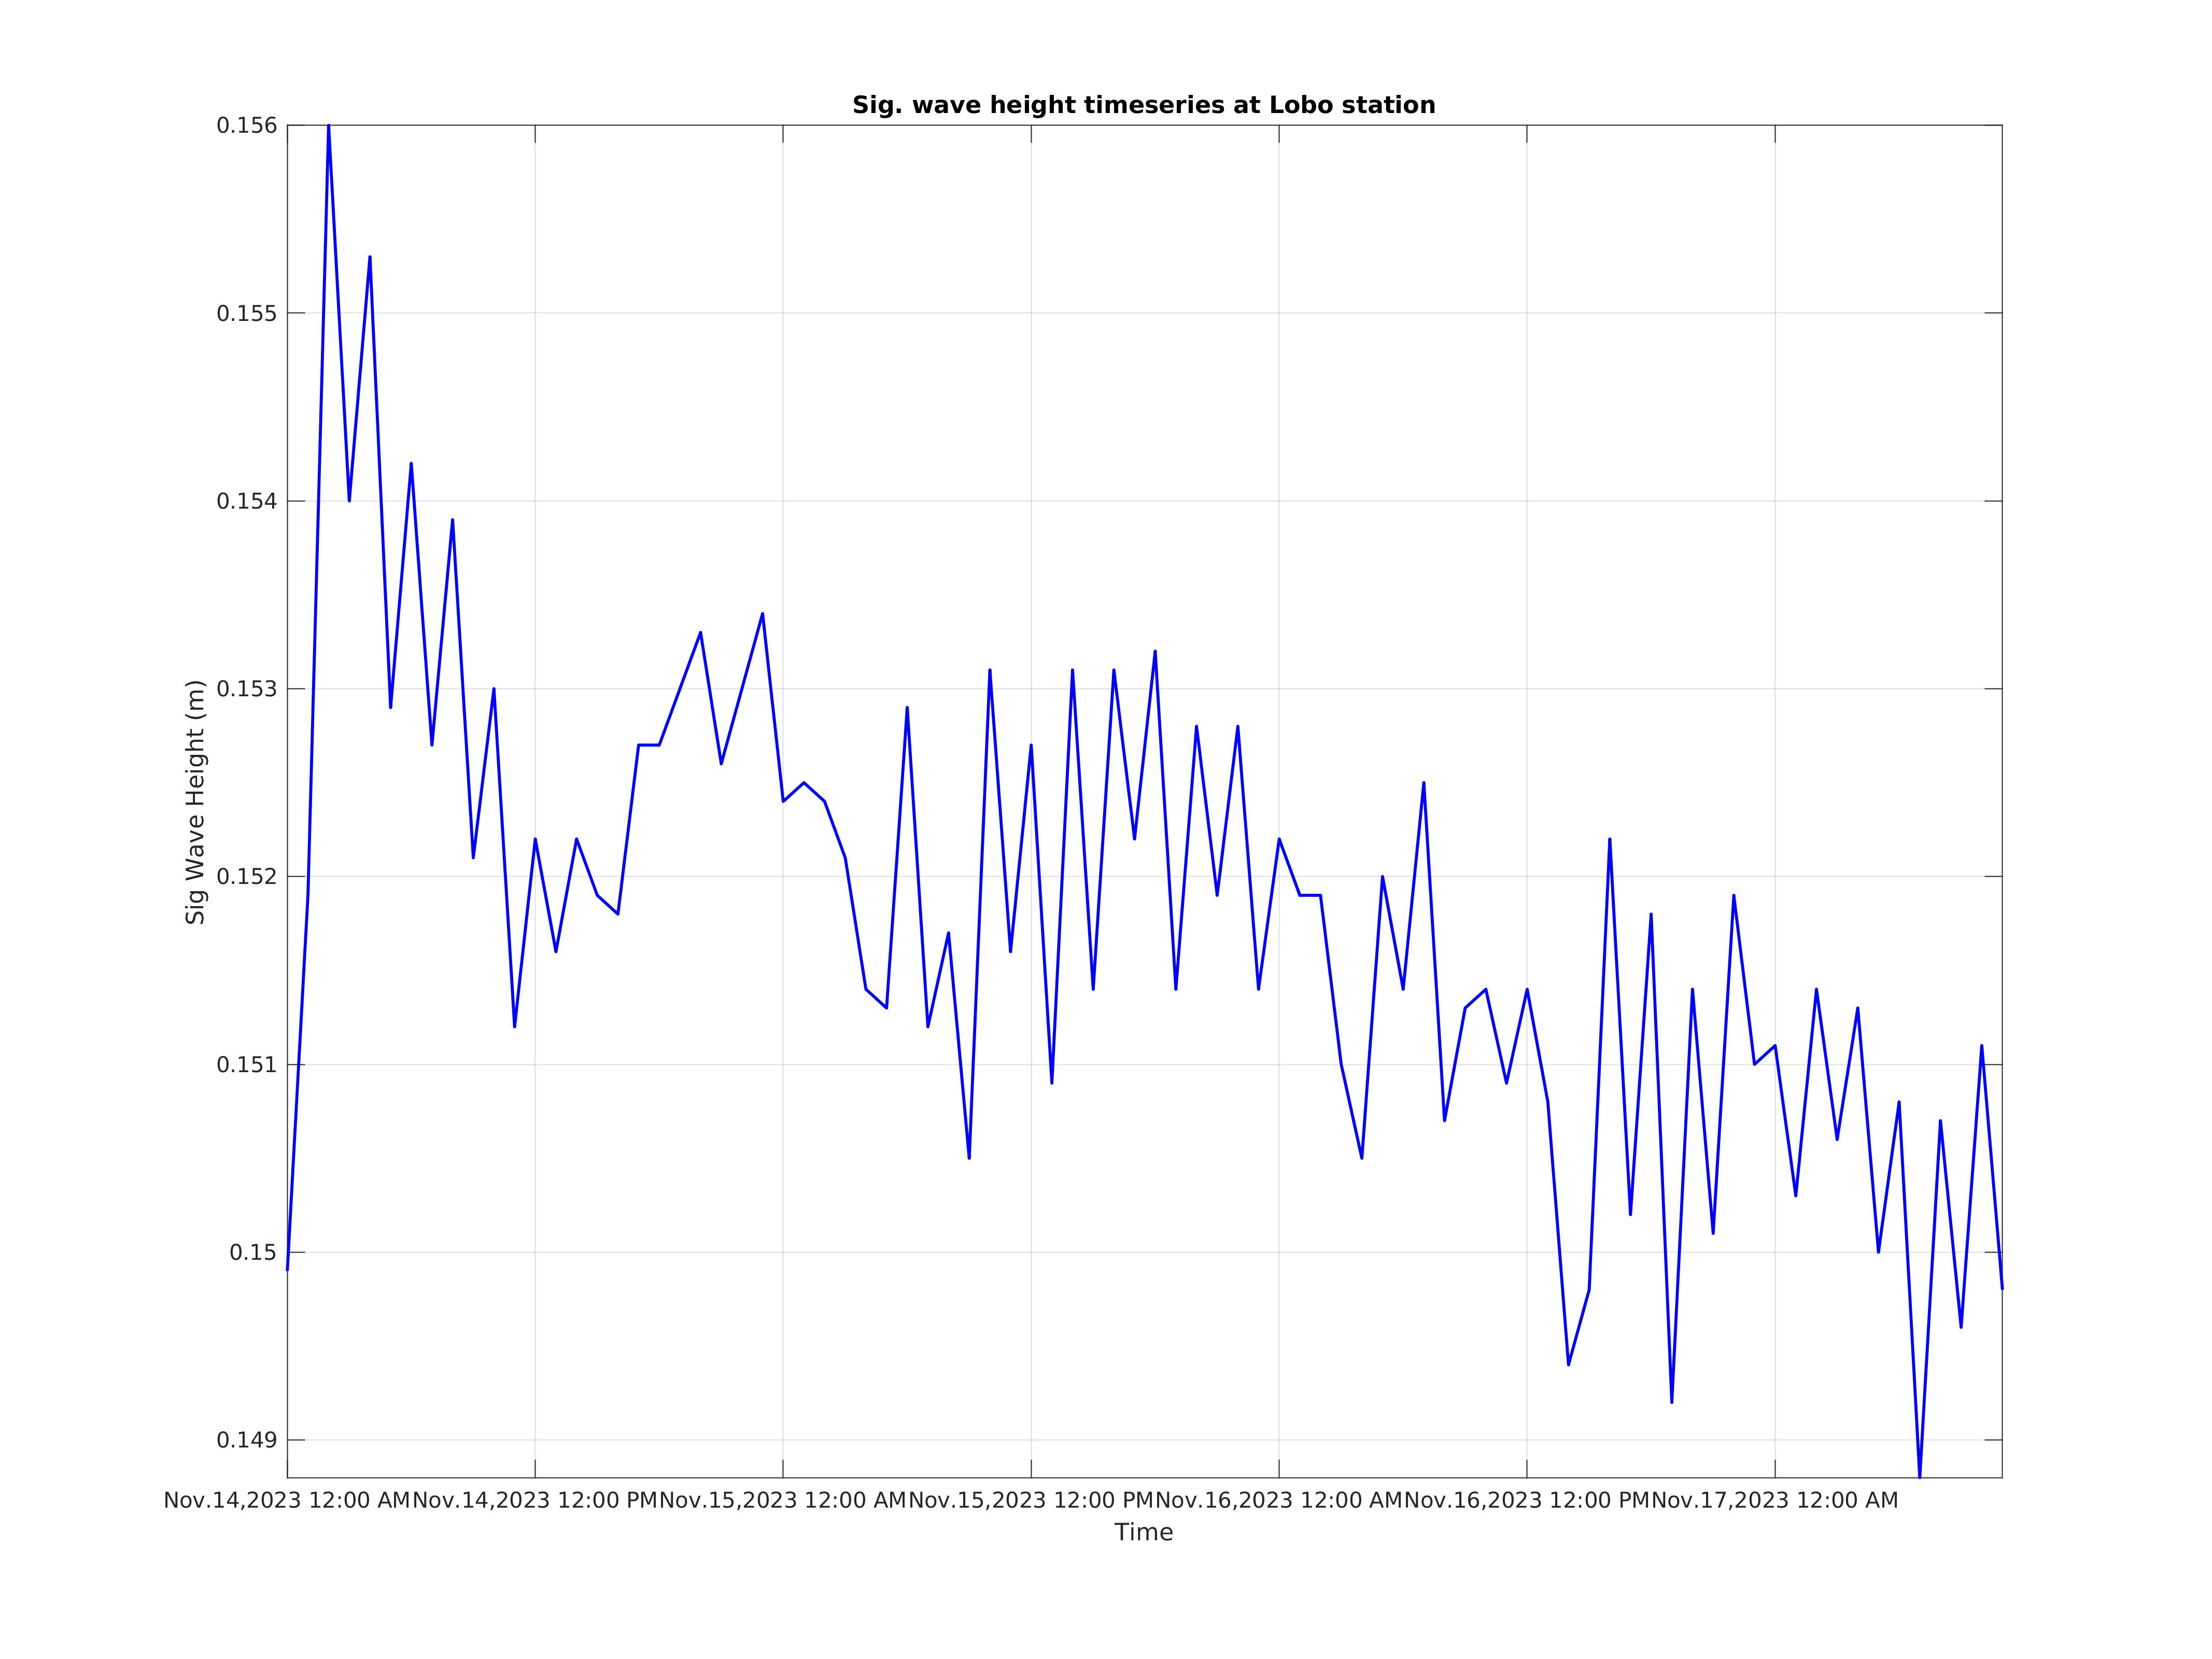 Sig. wave height timeseries at Lobo station
0.156
0.155
0.154
0.153
0.152
0.151
0.15
0.149
Sig Wave Height (m)
Nov.14,2023 12:00 AM
Nov.14,2023 12:00 PM
Nov.15,2023 12:00 AM
Nov.15,2023 12:00 PM
Nov.16,2023 12:00 AM
Nov.16,2023 12:00 PM
Nov.17,2023 12:00 AM
Time